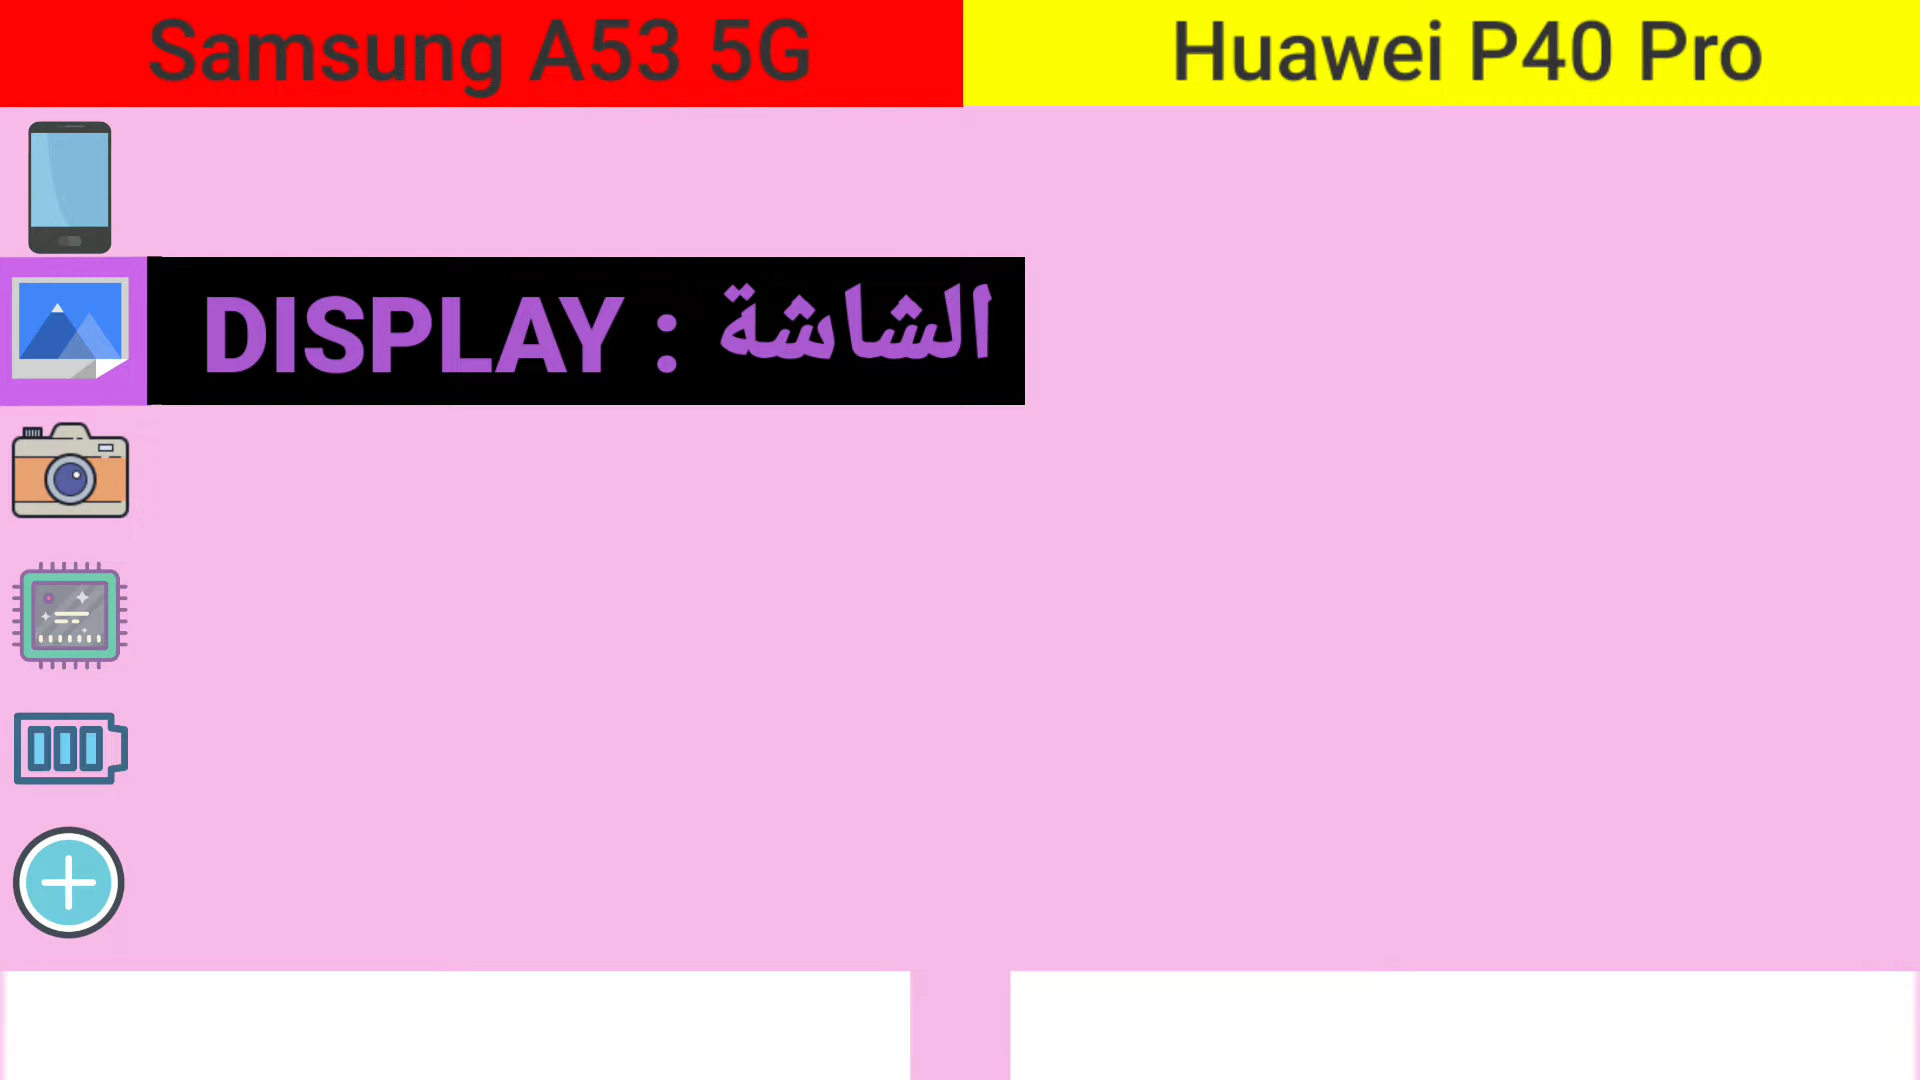 Samsung A53 5G
Huawei P40 Pro
DISPLAY : الشاشة